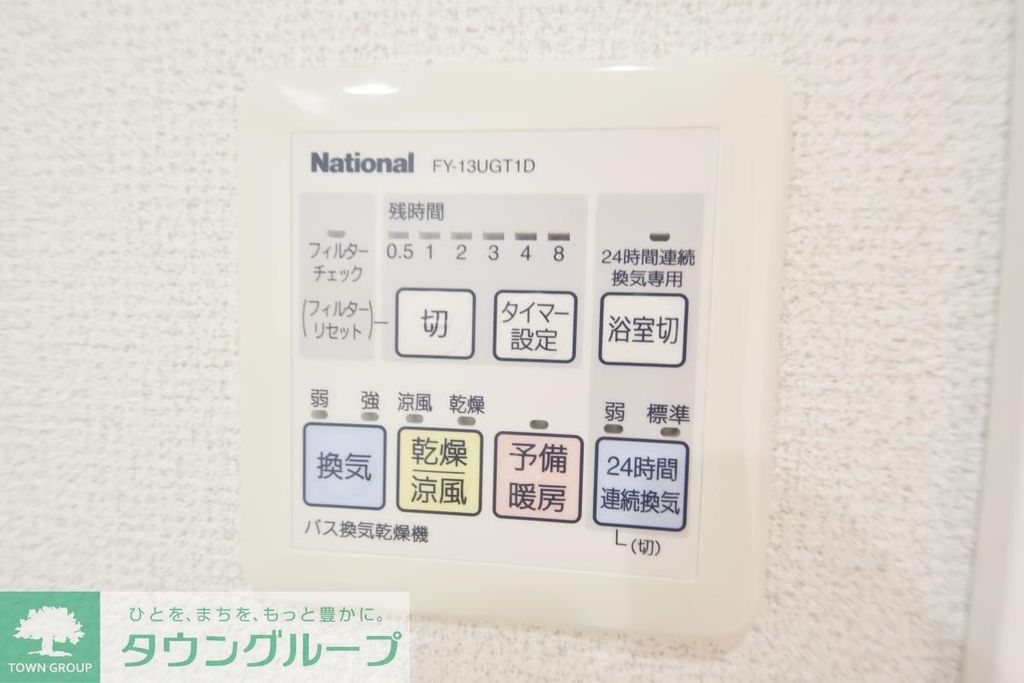 National FY-13UGT1D
残時間
0.5 1 2 3 4 8
フィルター
チェック
(フィルター
リセット)
切
タイマー
設定
24時間連続
換気専用
浴室切
弱 強
換気
涼風 乾燥
乾燥
涼風
予備
暖房
弱 標準
24時間
連続換気
(切)
バス換気乾燥機
ひとを、まちを、もっと豊かに。
タウングループ
TOWN GROUP